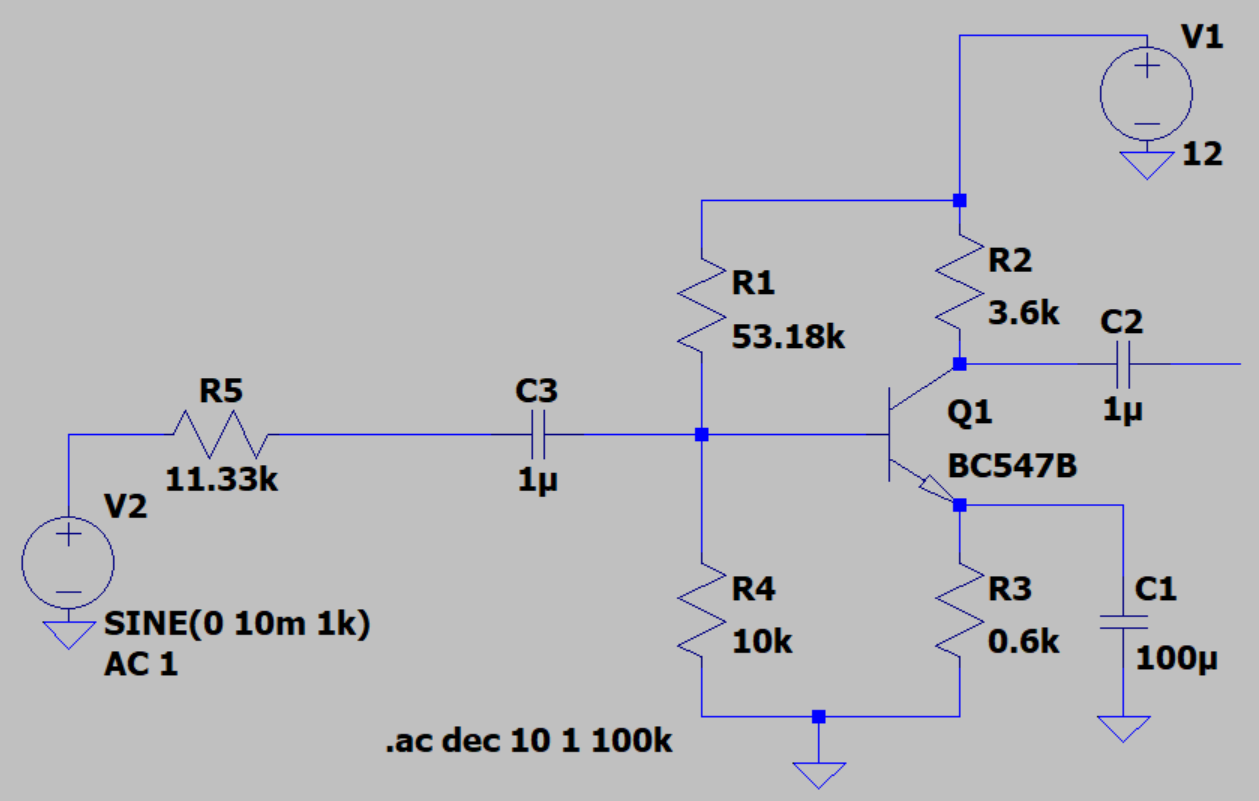 V1
12
R1
53.18k
R2
3.6k
C2
1µ
R5
11.33k
C3
1µ
Q1
BC547B
V2
SINE(0 10m 1k)
AC 1
R4
10k
R3
0.6k
C1
100µ
.ac dec 10 1 100k